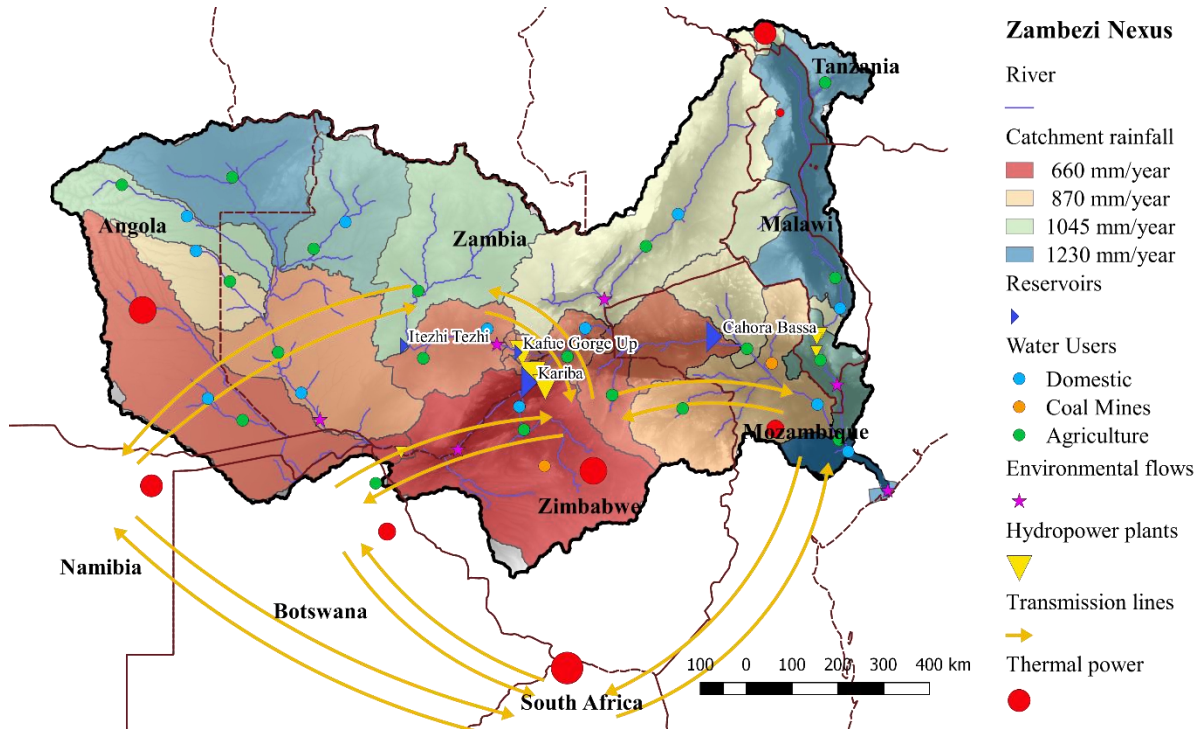 Tanzania
Angola
Zambia
Malawi
Itezhi Tezhi
Kafue Gorge Up
Kariba
Cahora Bassa
Mozambique
Zimbabwe
Namibia
Botswana
South Africa
100 0 100 200 300 400 km
Zambezi Nexus
River
Catchment rainfall
660 mm/year
870 mm/year
1045 mm/year
1230 mm/year
Reservoirs
Water Users
Domestic
Coal Mines
Agriculture
Environmental flows
Hydropower plants
Transmission lines
Thermal power